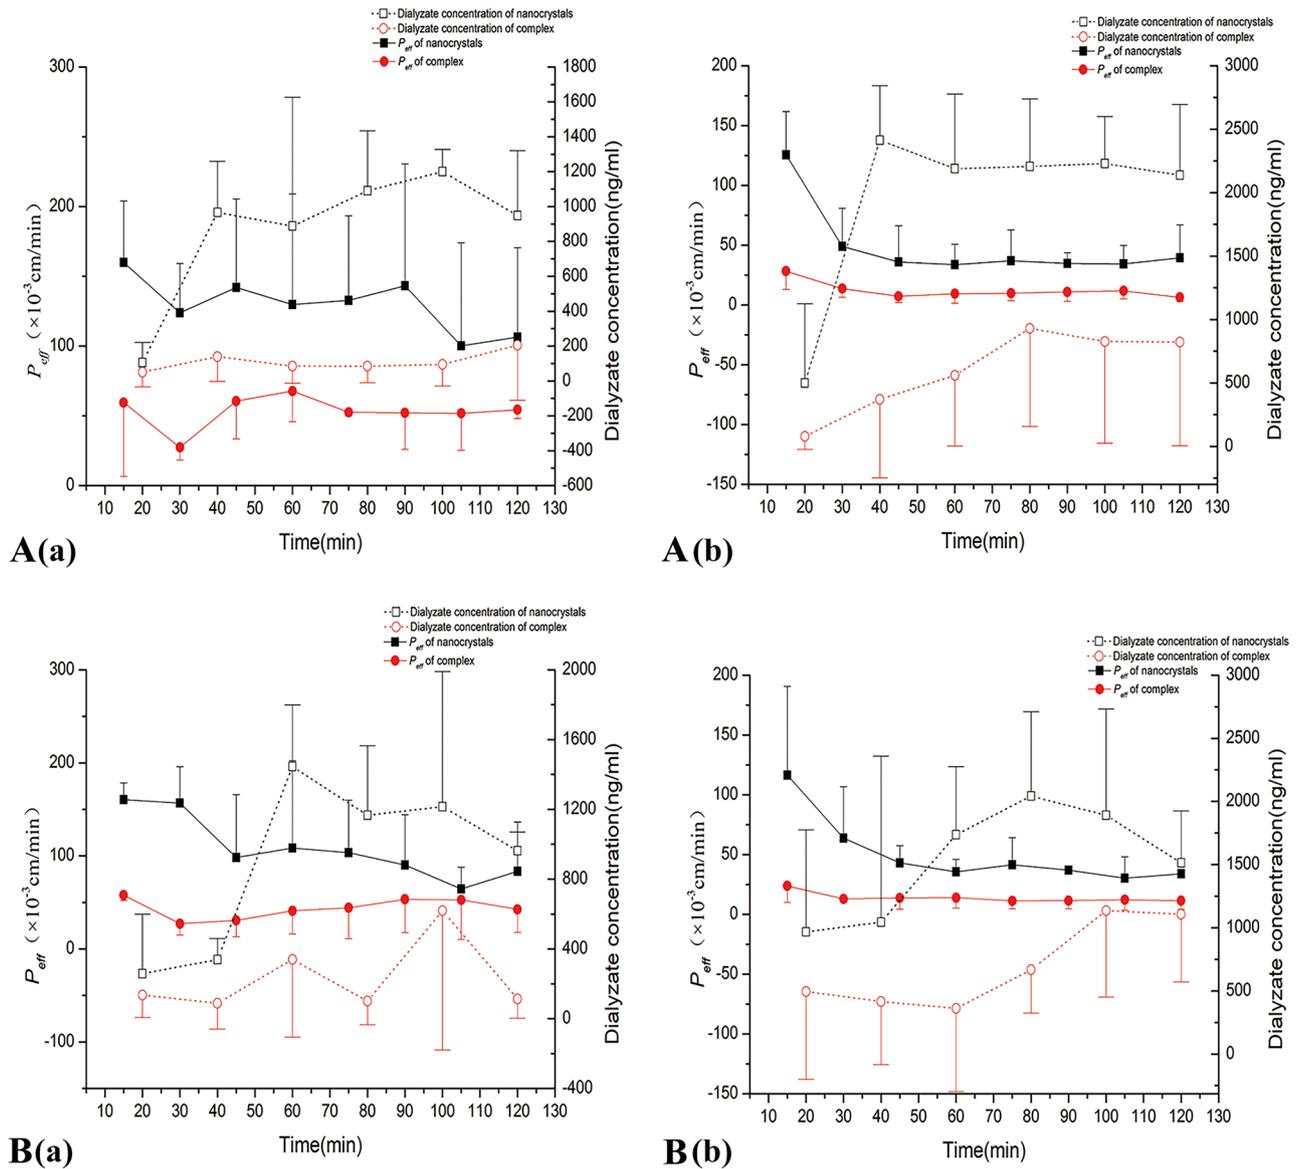 Dialyzate concentration of nanocrystals
Dialyzate concentration of complex
Peff of nanocrystals
Peff of complex
300
200
100
0
Peff (×10⁻³cm/min)
1800
1600
1400
1200
1000
800
600
400
200
0
-200
-400
-600
Dialyzate concentration(ng/ml)
10 20 30 40 50 60 70 80 90 100 110 120 130
Time(min)
A(a)
Dialyzate concentration of nanocrystals
Dialyzate concentration of complex
Peff of nanocrystals
Peff of complex
200
150
100
50
0
-50
-100
-150
Peff (×10⁻³cm/min)
3000
2500
2000
1500
1000
500
0
Dialyzate concentration(ng/ml)
10 20 30 40 50 60 70 80 90 100 110 120 130
Time(min)
A(b)
Dialyzate concentration of nanocrystals
Dialyzate concentration of complex
Peff of nanocrystals
Peff of complex
300
200
100
0
-100
Peff (×10⁻³cm/min)
2000
1600
1200
800
400
0
-400
Dialyzate concentration(ng/ml)
10 20 30 40 50 60 70 80 90 100 110 120 130
Time(min)
B(a)
Dialyzate concentration of nanocrystals
Dialyzate concentration of complex
Peff of nanocrystals
Peff of complex
200
150
100
50
0
-50
-100
-150
Peff (×10⁻³cm/min)
3000
2500
2000
1500
1000
500
0
Dialyzate concentration(ng/ml)
10 20 30 40 50 60 70 80 90 100 110 120 130
Time(min)
B(b)